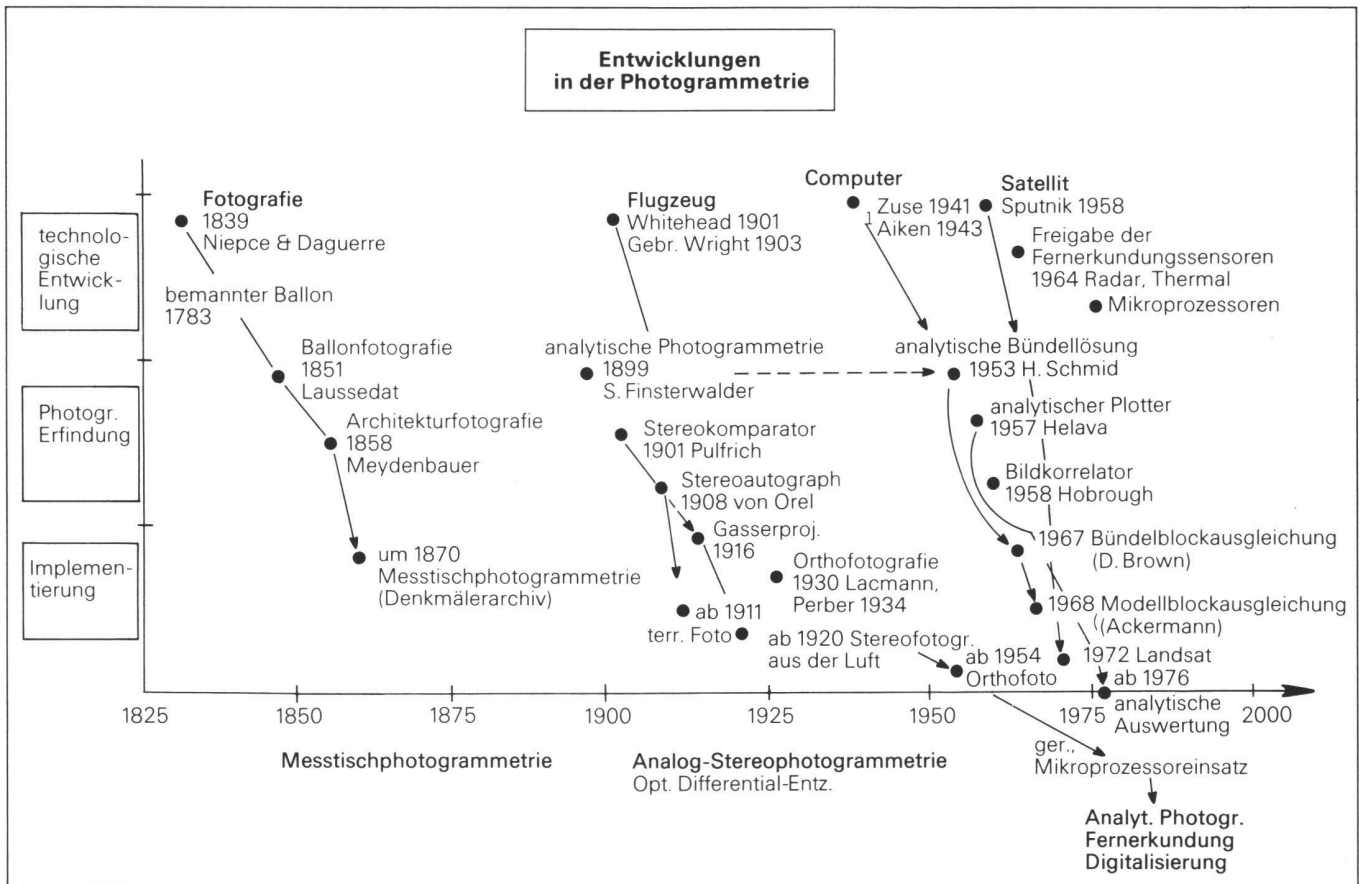 Entwicklungen
in der Photogrammetrie
technolo-
gische
Entwick-
lung
Photogr.
Erfindung
Implemen-
tierung
Fotografie
1839
Niepce & Daguerre
bemannter Ballon
1783
Ballonfotografie
1851
Laussedat
Architekturfotografie
1858
Meydenbauer
um 1870
Messtischphotogrammetrie
(Denkmälerarchiv)
Flugzeug
Whitehead 1901
Gebr. Wright 1903
analytische Photogrammetrie
1899
S. Finsterwalder
Stereokomparator
1901 Pulfrich
Stereoautograph
1908 von Orel
Gasserproj.
1916
ab 1911
terr. Foto
Orthofotografie
1930 Lacmann,
Perber 1934
ab 1920 Stereofotogr.
aus der Luft
ab 1954
Orthofoto
Computer
Zuse 1941
Aiken 1943
Satellit
Sputnik 1958
Freigabe der
Fernerkundungssensoren
1964 Radar, Thermal
Mikroprozessoren
analytische Bündellösung
1953 H. Schmid
analytischer Plotter
1957 Helava
Bildkorrelator
1958 Hobrough
1967 Bündelblockausgleichung
(D. Brown)
1968 Modellblockausgleichung
((Ackermann)
1972 Landsat
ab 1976
analytische
Auswertung
1825 1850 1875 1900 1925 1950 1975 2000
Messtischphotogrammetrie
Analog-Stereophotogrammetrie
Opt. Differential-Entz.
ger.,
Mikroprozessoreinsatz
Analyt. Photogr.
Fernerkundung
Digitalisierung